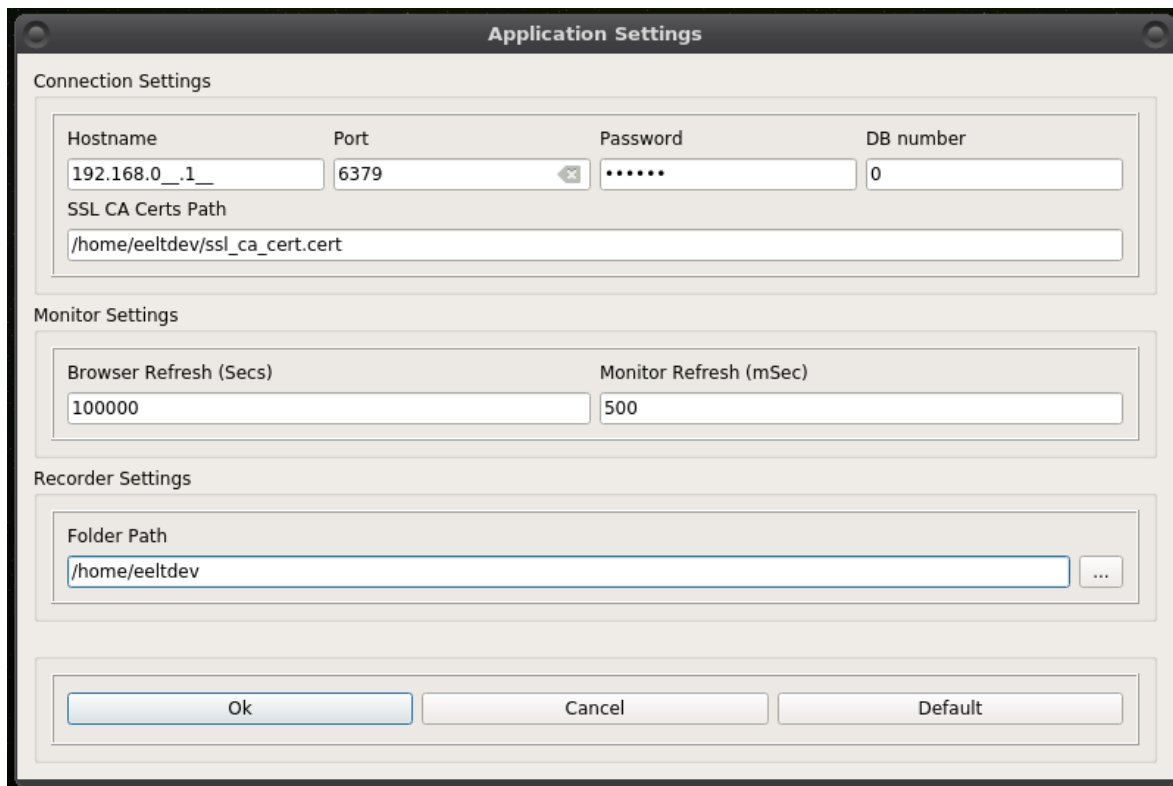 Application Settings
Connection Settings
Hostname Port Password DB number
192.168.0__.1__ 6379 •••••• 0
SSL CA Certs Path
/home/eeltdev/ssl_ca_cert.cert
Monitor Settings
Browser Refresh (Secs) Monitor Refresh (mSec)
100000 500
Recorder Settings
Folder Path
/home/eeltdev ...
Ok Cancel Default